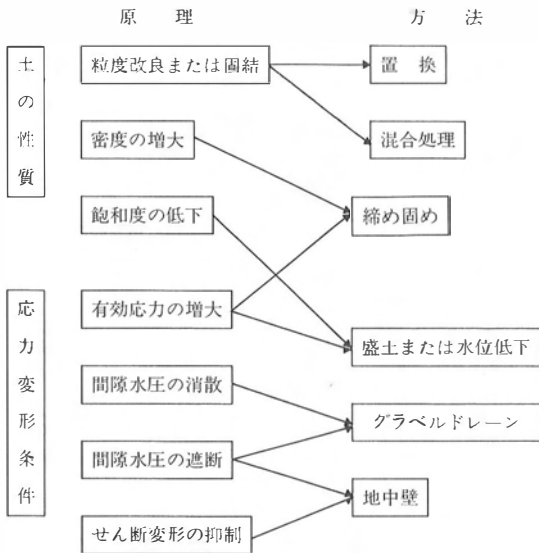 原理 方法
土の性質
粒度改良または固結 置換
密度の増大 混合処理
飽和度の低下 締め固め
応力変形条件
有効応力の増大
盛土または水位低下
間隙水圧の消散
グラベルドレーン
間隙水圧の遮断
地中壁
せん断変形の抑制